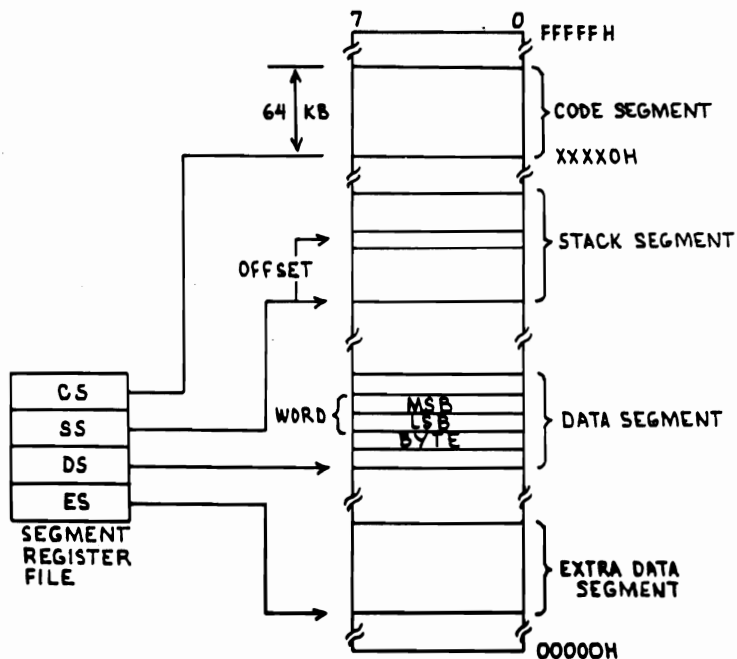 7 0
FFFFFH
64 KB
CODE SEGMENT
XXXX0H
STACK SEGMENT
OFFSET
CS
SS
DS
ES
SEGMENT
REGISTER
FILE
WORD
MSB
LSB
BYTE
DATA SEGMENT
EXTRA DATA
SEGMENT
00000H